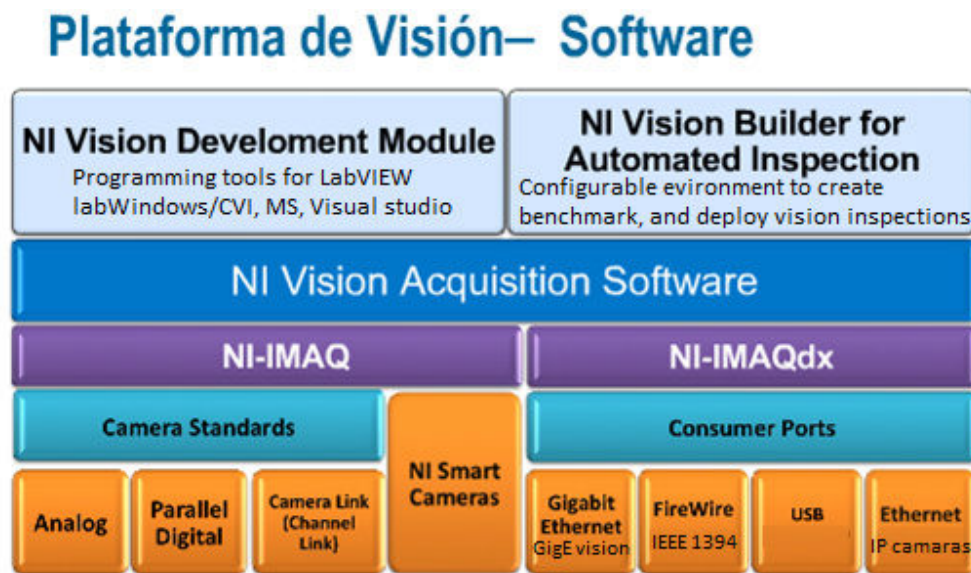 Plataforma de Visión– Software
NI Vision Develoment Module
Programming tools for LabVIEW
labWindows/CVI, MS, Visual studio
NI Vision Builder for
Automated Inspection
Configurable evironment to create
benchmark, and deploy vision inspections
NI Vision Acquisition Software
NI-IMAQ
NI-IMAQdx
Camera Standards
NI Smart
Cameras
Consumer Ports
Analog
Parallel
Digital
Camera Link
(Channel
Link)
Gigabit
Ethernet
GigE vision
FireWire
IEEE 1394
USB
Ethernet
IP camaras